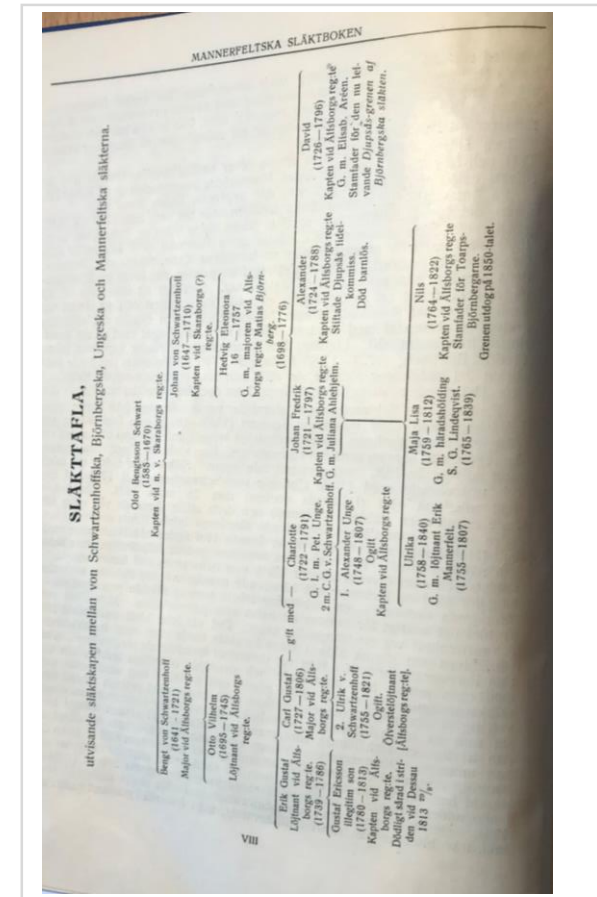 MANNERFELTSKA SLÄKTBOKEN
SLÄKTTAFLA,
utvisande släktskapen mellan von Schwartzenhoffska, Björnbergska, Ungeska och Mannerfeltska släkterna.
Olof Bengtsson Schwart
(1585—1670)
Kapten vid n. v. Skaraborgs reg:te.
Bengt von Schwartzenhoff
(1641-1721)
Major vid Älfsborgs reg:te.
Johan von Schwartzenhoff
(1647—1710)
Kapten vid Skaraborgs (?)
reg:te.
Otto Vilhelm
(1695-1745)
Löjtnant vid Älfsborgs
reg:te.
Hedvig Eleonora
16 —1757
G. m. majoren vid Älfs-
borgs reg:te Matias Björn-
berg.
(1698—1776)
Erik Gustaf
Löjtnant vid Älfs-
borgs reg:te.
(1739—1786)
Carl Gustaf
(1727—1806)
Major vid Älfs-
borgs reg:te.
— gift med —
Charlotte
(1722—1791)
G. 1. m. Pet. Unge.
2 m. C. G. v. Schwartzenhoff.
Johan Fredrik
(1721—1797)
Kapten vid Älfsborgs reg:te
G. m. Juliana Ahlehjelm.
Alexander
(1724—1788)
Kapten vid Älfsborgs reg:te
Stiftade Djupsås fidei-
kommiss.
Död barnlös.
David
(1726—1796)
Kapten vid Älfsborgs reg:te
G. m. Elisab. Aréen.
Stamfader för den nu lef-
vande Djupsås-grenen af
Björnbergska släkten.
Gustaf Ericsson
illegitim son
(1780—1813)
Kapten vid Älfs-
borgs reg:te.
Dödligt sårad i stri-
den vid Dessau
1813
2. Ulrik v.
Schwartzenhoff
(1755—1821)
Ogift.
Öfverstelöjtnant
[Älfsborgs reg:te].
1. Alexander Unge
(1748—1807)
Ogift
Kapten vid Älfsborgs reg:te
Ulrika
(1758—1840)
G. m. löjtnant Erik
Mannerfelt.
(1755—1807)
Maja Lisa
(1759—1812)
G. m. häradshöfding
S. G. Lindeqvist.
(1765—1839)
Nils
(1764—1822)
Kapten vid Älfsborgs reg:te
Stamfader för Toarps-
Björnbergarne.
Grenen utdog på 1850-talet.
VIII